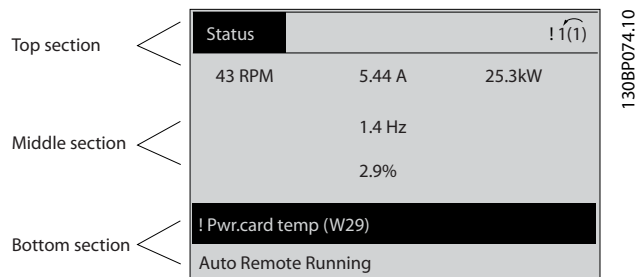 Top section
Status
! 1(1)
43 RPM 5.44 A 25.3kW
Middle section
1.4 Hz
2.9%
Bottom section
! Pwr.card temp (W29)
Auto Remote Running
130BP074.10